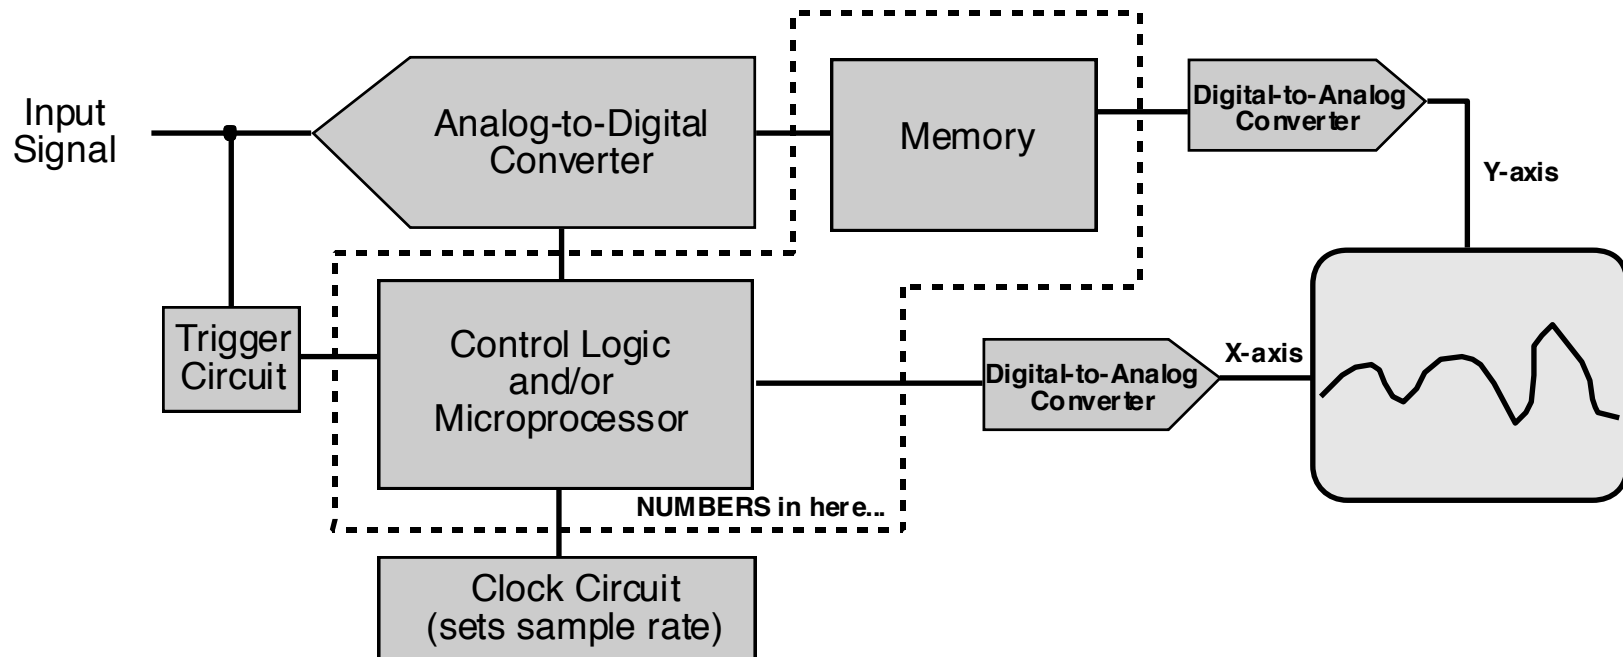 Input
Signal
Analog-to-Digital
Converter
Memory
Digital-to-Analog
Converter
Y-axis
Trigger
Circuit
Control Logic
and/or
Microprocessor
X-axis
Digital-to-Analog
Converter
NUMBERS in here...
Clock Circuit
(sets sample rate)